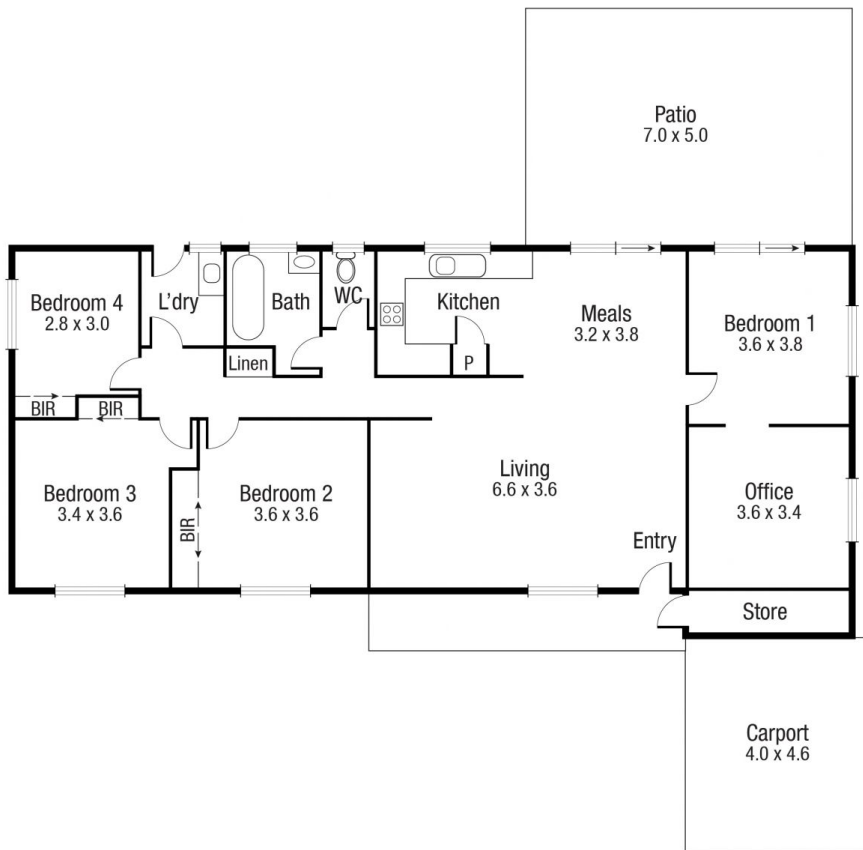 Patio
7.0 x 5.0
Bedroom 4
2.8 x 3.0
L'dry
Bath
WC
Kitchen
Meals
3.2 x 3.8
Bedroom 1
3.6 x 3.8
Linen
P
BIR
BIR
Bedroom 3
3.4 x 3.6
BIR
Bedroom 2
3.6 x 3.6
Living
6.6 x 3.6
Office
3.6 x 3.4
Entry
Store
Carport
4.0 x 4.6